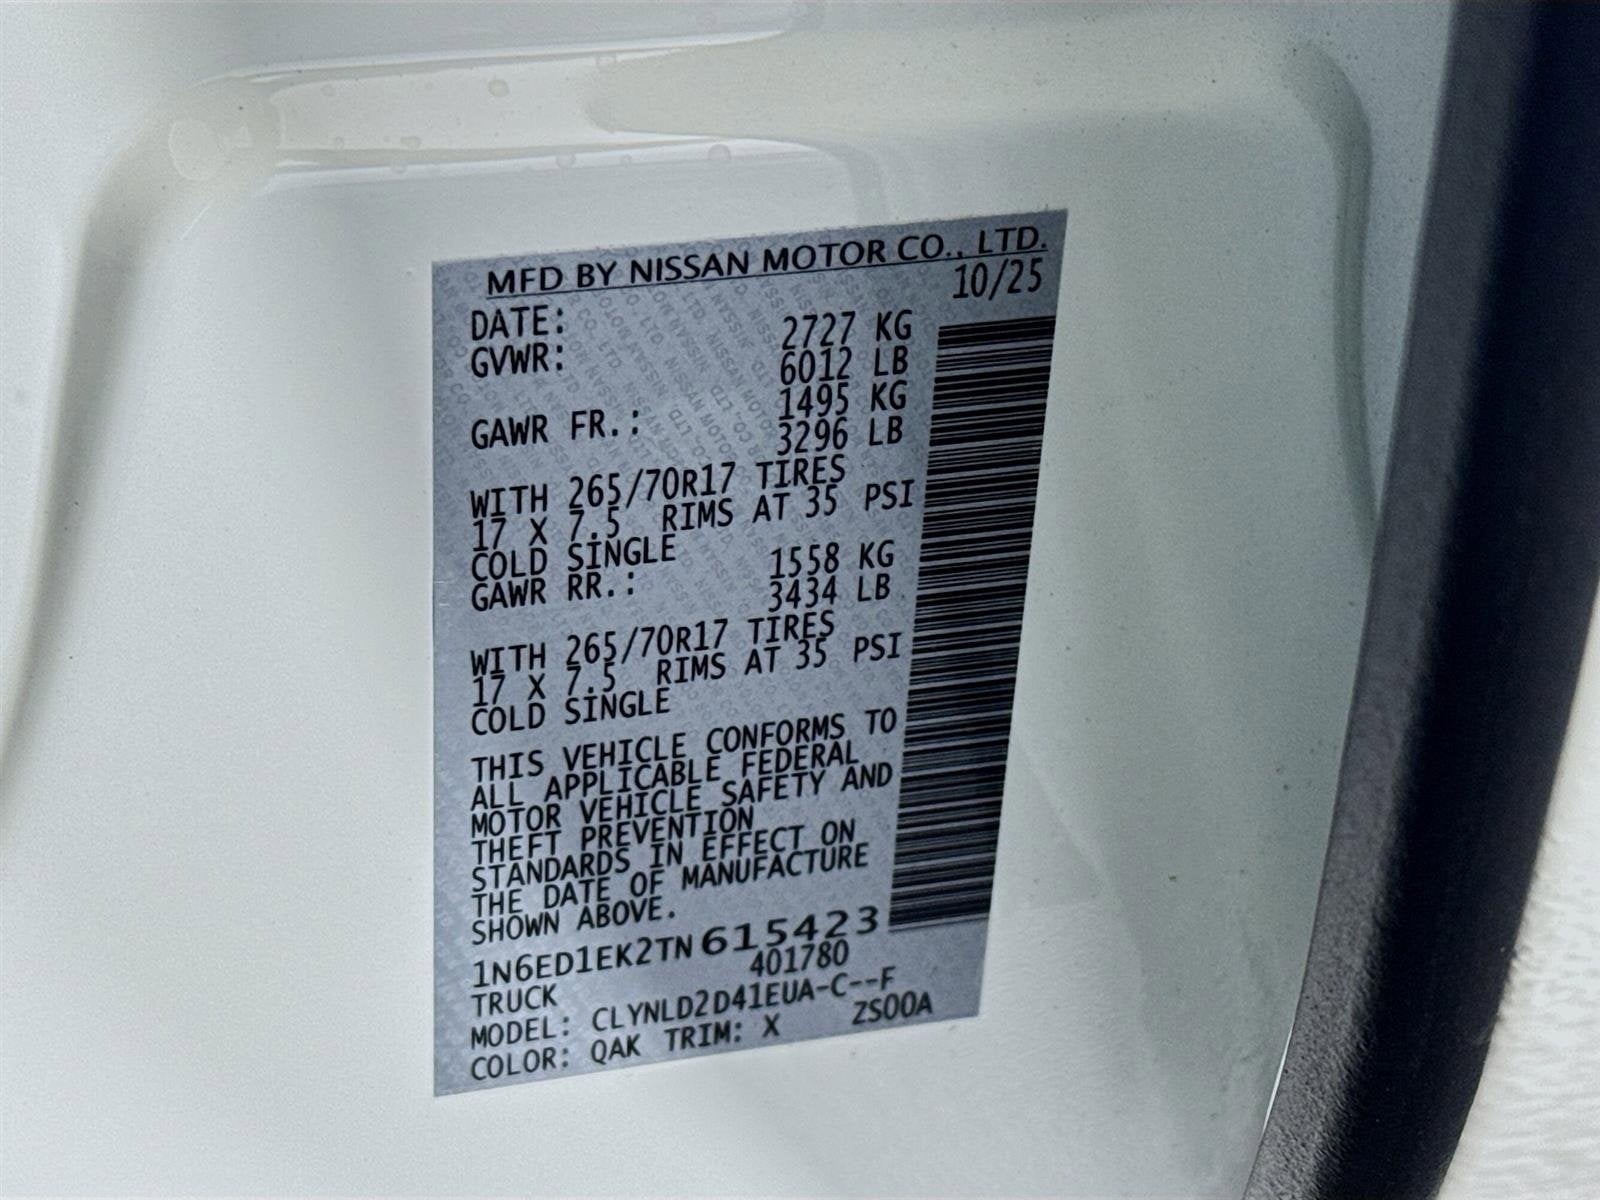 MFD BY NISSAN MOTOR CO., LTD.
DATE: 10/25
GVWR: 2727 KG
6012 LB
GAWR FR.: 1495 KG
3296 LB
WITH 265/70R17 TIRES
17 X 7.5 RIMS AT 35 PSI
COLD SINGLE
GAWR RR.: 1558 KG
3434 LB
WITH 265/70R17 TIRES
17 X 7.5 RIMS AT 35 PSI
COLD SINGLE
THIS VEHICLE CONFORMS TO
ALL APPLICABLE FEDERAL
MOTOR VEHICLE SAFETY AND
THEFT PREVENTION
STANDARDS IN EFFECT ON
THE DATE OF MANUFACTURE
SHOWN ABOVE.
1N6ED1EK2TN615423
TRUCK 401780
MODEL: CLYNLD2D41EUA-C--F
COLOR: QAK TRIM: X ZS00A